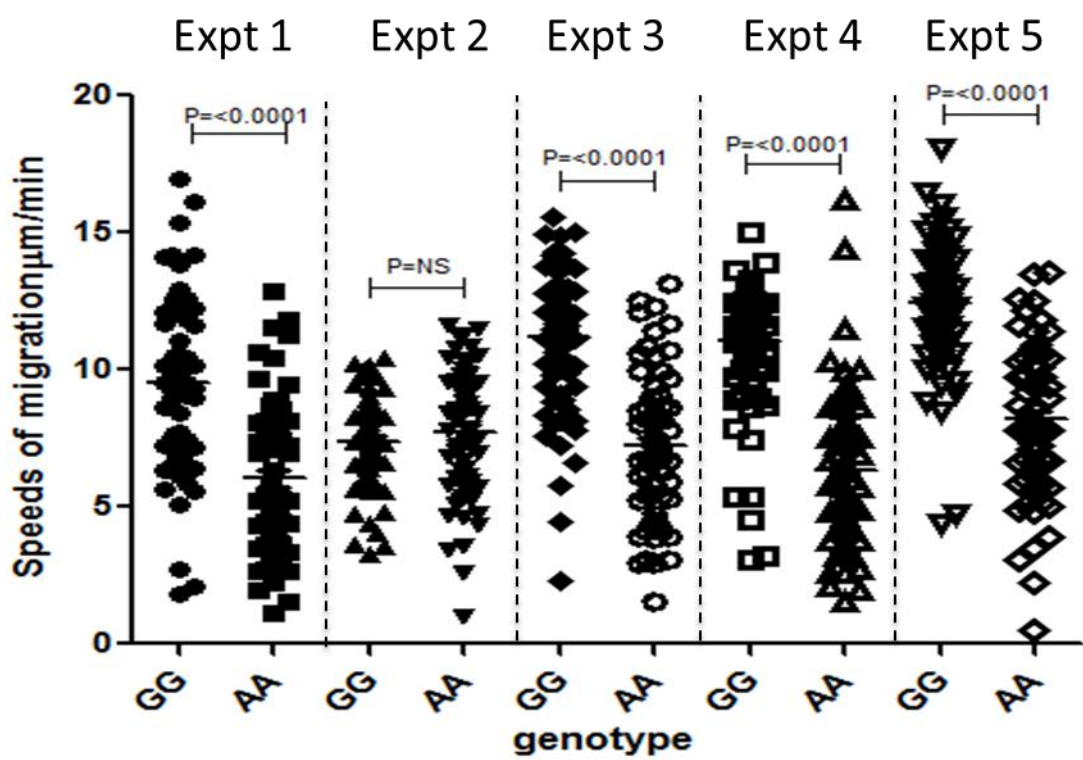 Expt 1 Expt 2 Expt 3 Expt 4 Expt 5
P=<0.0001
P=NS
P=<0.0001
P=<0.0001
P=<0.0001
Speeds of migrationμm/min
20
15
10
5
0
GG AA GG AA GG AA GG AA GG AA
genotype